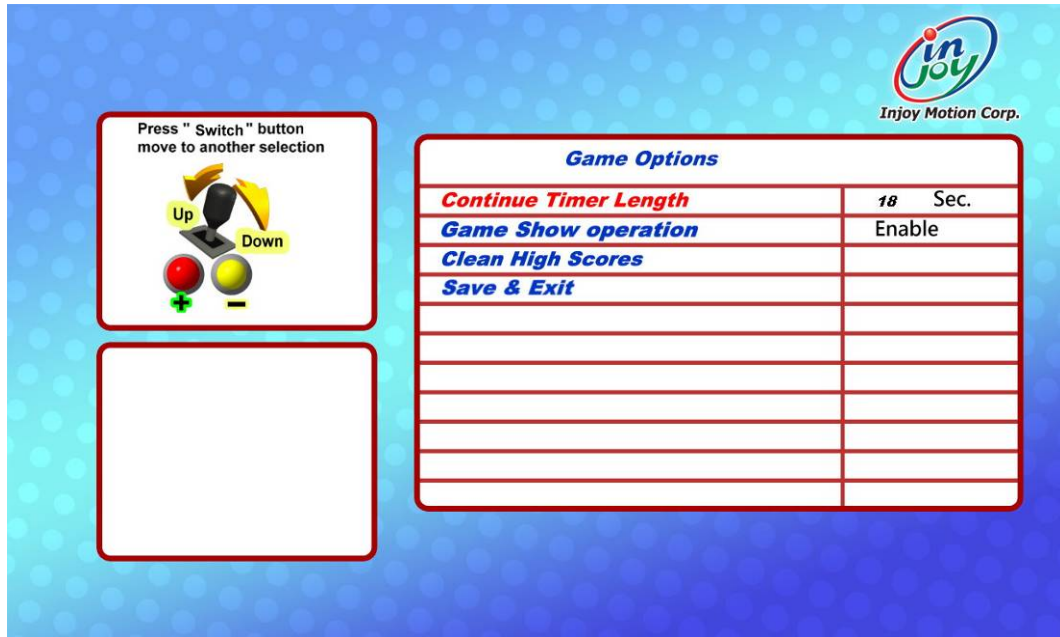 in
joy
Injoy Motion Corp.
Press " Switch " button
move to another selection
Up
Down
+ −
Game Options
Continue Timer Length 18 Sec.
Game Show operation Enable
Clean High Scores
Save & Exit